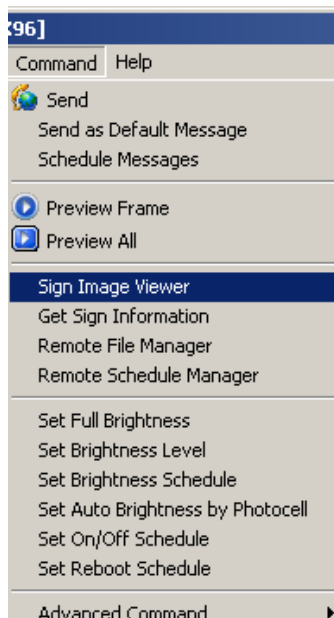 X96]
Command Help
Send
Send as Default Message
Schedule Messages
Preview Frame
Preview All
Sign Image Viewer
Get Sign Information
Remote File Manager
Remote Schedule Manager
Set Full Brightness
Set Brightness Level
Set Brightness Schedule
Set Auto Brightness by Photocell
Set On/Off Schedule
Set Reboot Schedule
Advanced Command